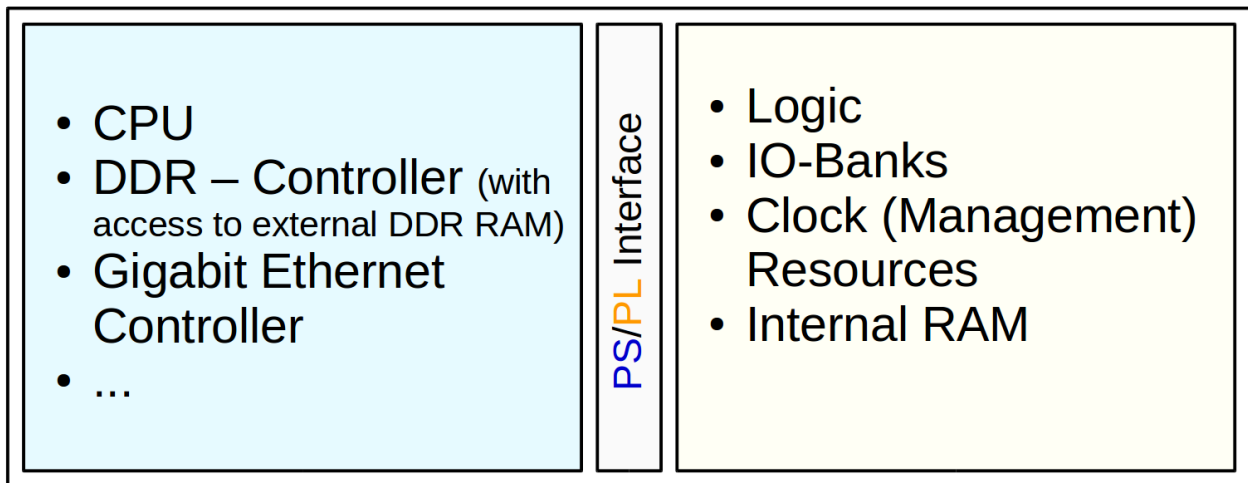 • CPU
• DDR – Controller (with
access to external DDR RAM)
• Gigabit Ethernet
Controller
• ...
PS/PL Interface
• Logic
• IO-Banks
• Clock (Management)
Resources
• Internal RAM